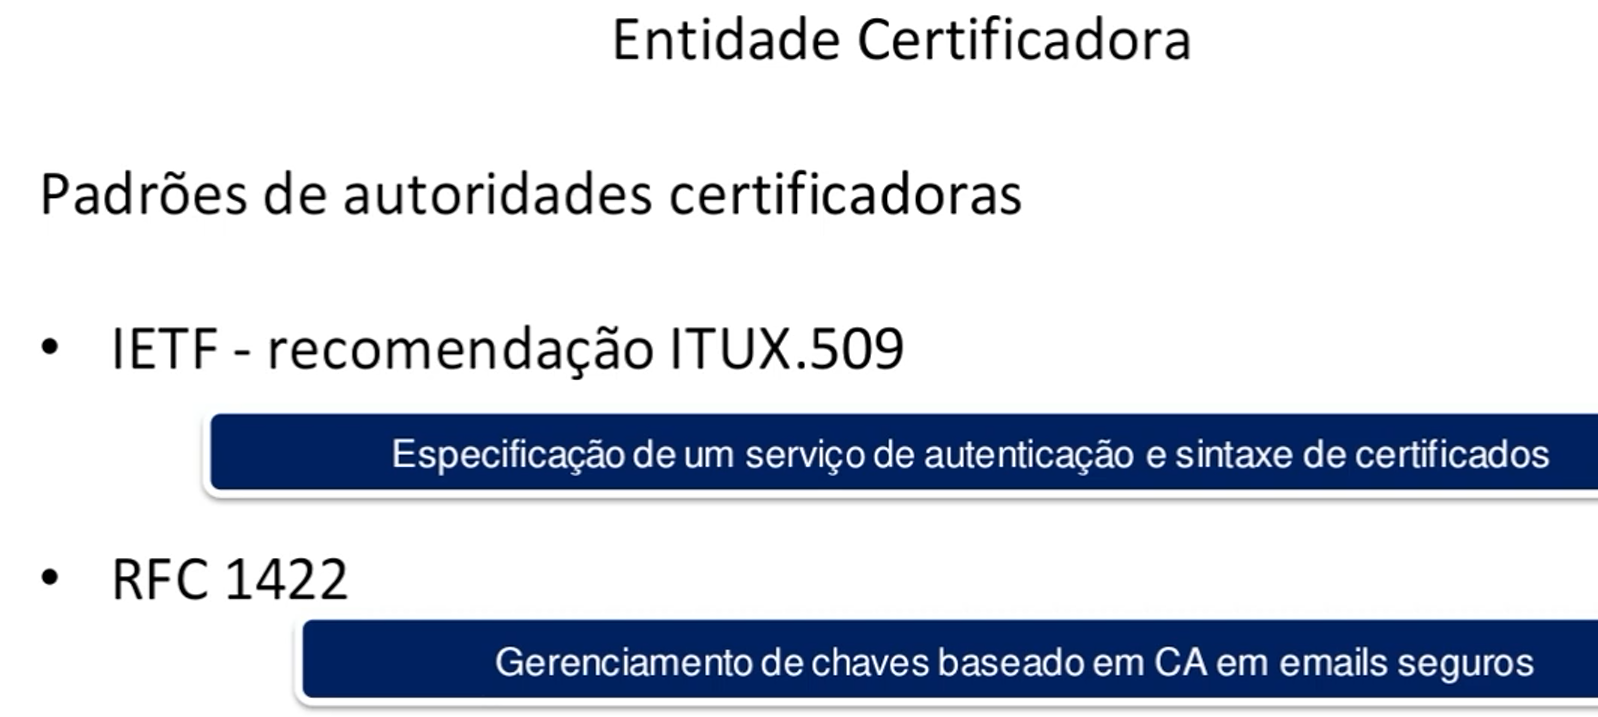 Entidade Certificadora
Padrões de autoridades certificadoras
• IETF - recomendação ITUX.509
Especificação de um serviço de autenticação e sintaxe de certificados
• RFC 1422
Gerenciamento de chaves baseado em CA em emails seguros